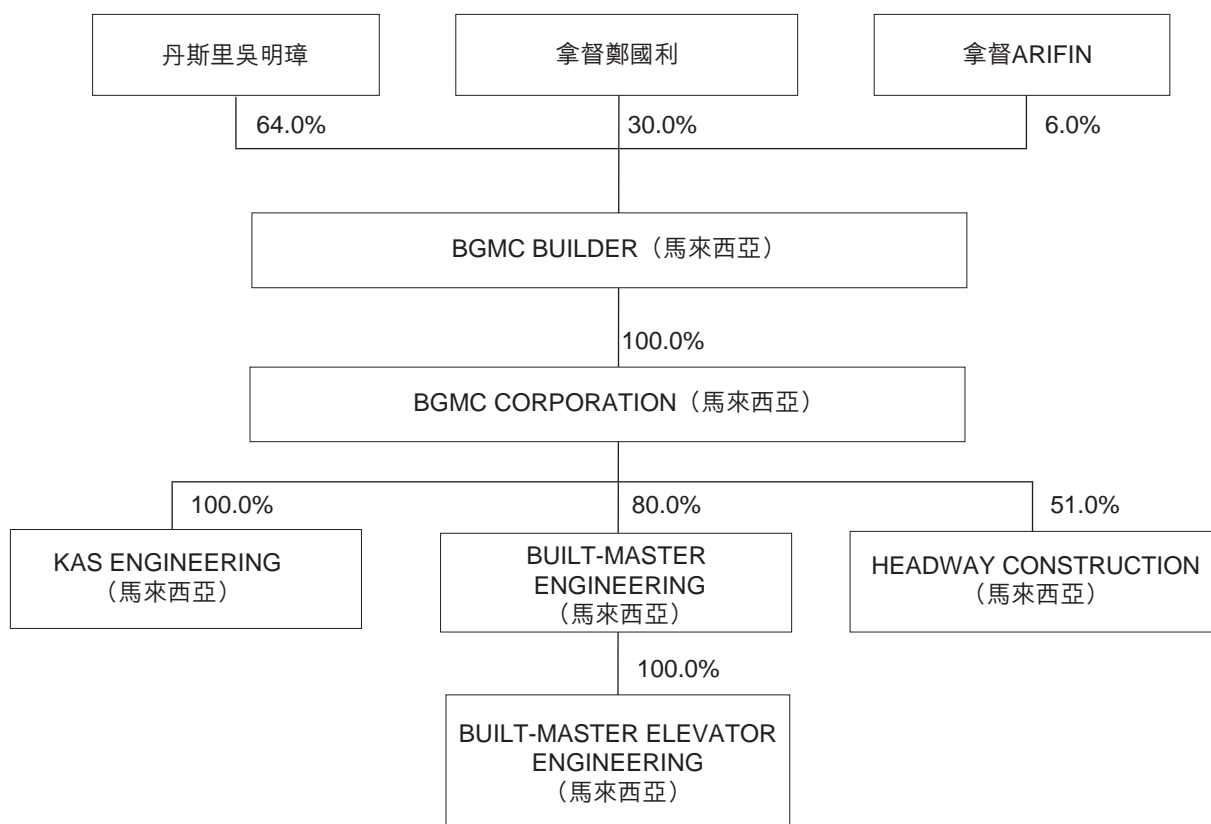 丹斯里吳明璋
拿督鄭國利
拿督ARIFIN
64.0%
30.0%
6.0%
BGMC BUILDER（馬來西亞）
100.0%
BGMC CORPORATION（馬來西亞）
100.0%
80.0%
51.0%
KAS ENGINEERING
（馬來西亞）
BUILT-MASTER
ENGINEERING
（馬來西亞）
HEADWAY CONSTRUCTION
（馬來西亞）
100.0%
BUILT-MASTER ELEVATOR
ENGINEERING
（馬來西亞）